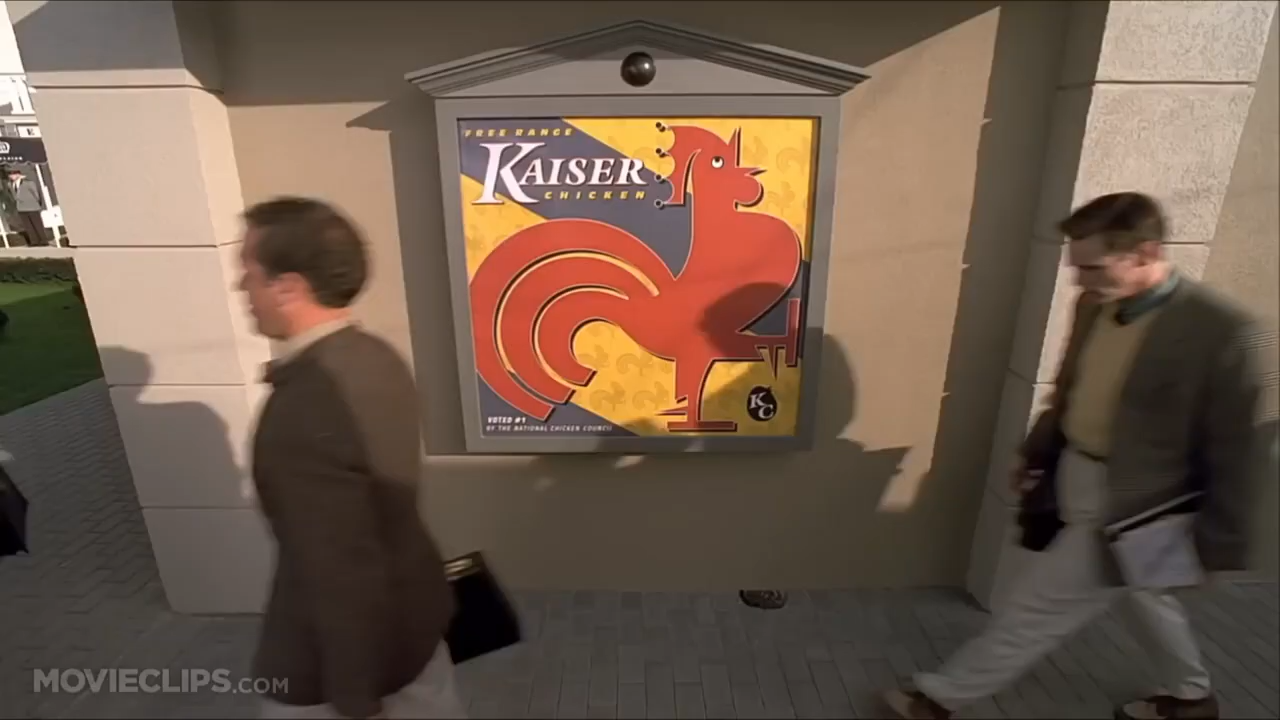 FREE RANGE
KAISER
CHICKEN
KC
VOTED #1
BY THE NATIONAL CHICKEN COUNCIL
MOVIECLIPS.COM